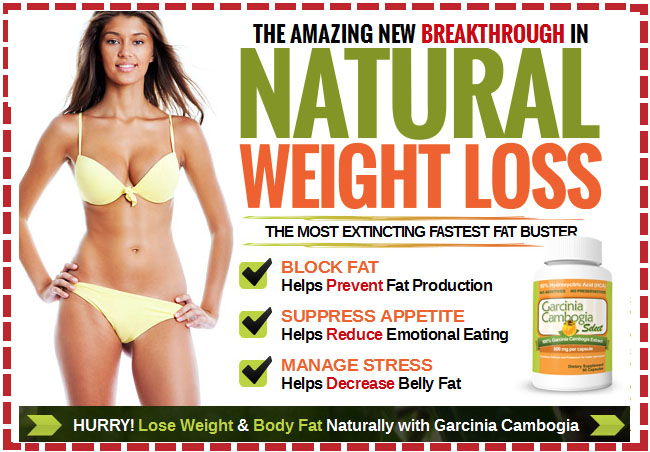 THE AMAZING NEW BREAKTHROUGH IN
NATURAL
WEIGHT LOSS
THE MOST EXTINCTING FASTEST FAT BUSTER
BLOCK FAT
Helps Prevent Fat Production
SUPPRESS APPETITE
Helps Reduce Emotional Eating
MANAGE STRESS
Helps Decrease Belly Fat
Garcinia
Cambogia
Select
Dietary Supplement
HURRY! Lose Weight & Body Fat Naturally with Garcinia Cambogia